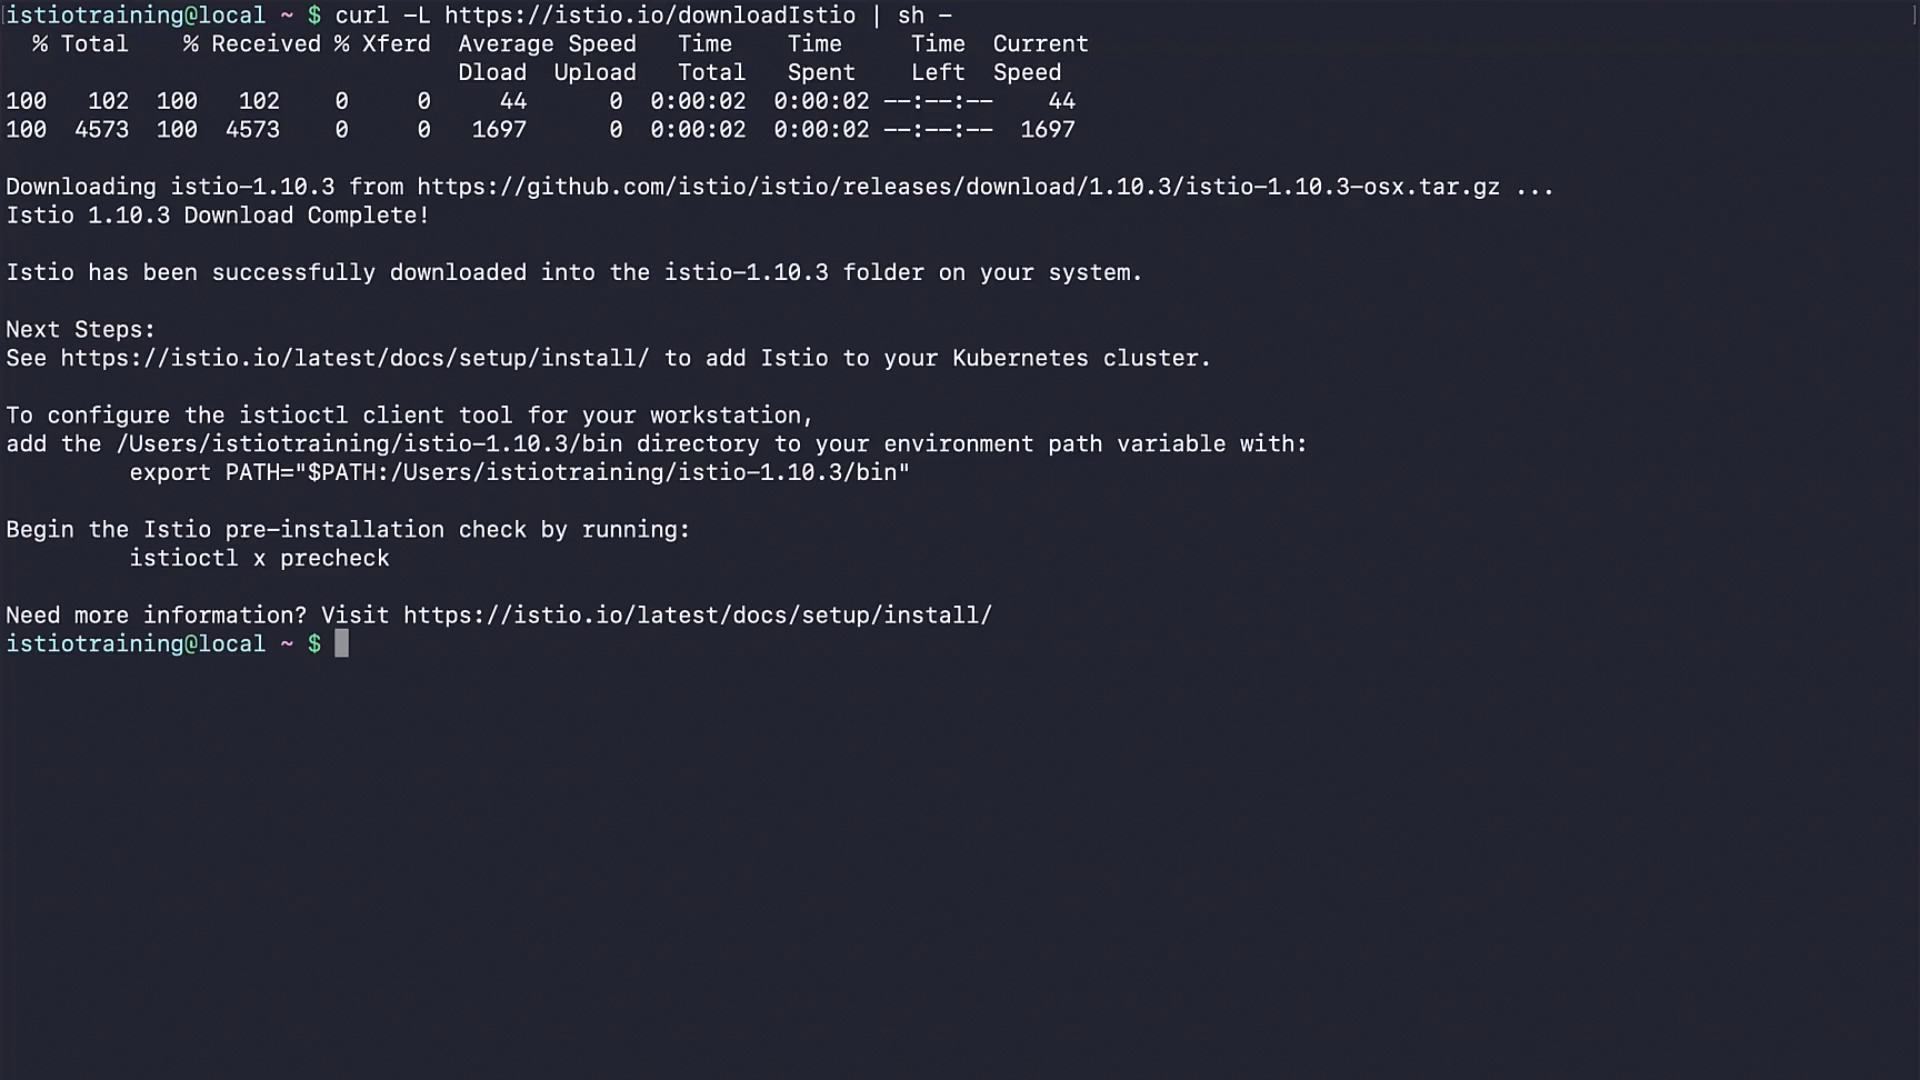 istiotraining@local ~ $ curl -L https://istio.io/downloadIstio | sh -
  % Total    % Received % Xferd  Average Speed   Time    Time     Time  Current
                                 Dload  Upload   Total   Spent    Left  Speed
100   102  100   102    0     0     44      0  0:00:02  0:00:02 --:--:--    44
100  4573  100  4573    0     0   1697      0  0:00:02  0:00:02 --:--:--  1697
Downloading istio-1.10.3 from https://github.com/istio/istio/releases/download/1.10.3/istio-1.10.3-osx.tar.gz ...
Istio 1.10.3 Download Complete!
Istio has been successfully downloaded into the istio-1.10.3 folder on your system.
Next Steps:
See https://istio.io/latest/docs/setup/install/ to add Istio to your Kubernetes cluster.
To configure the istioctl client tool for your workstation,
add the /Users/istiotraining/istio-1.10.3/bin directory to your environment path variable with:
         export PATH="$PATH:/Users/istiotraining/istio-1.10.3/bin"
Begin the Istio pre-installation check by running:
         istioctl x precheck
Need more information? Visit https://istio.io/latest/docs/setup/install/
istiotraining@local ~ $